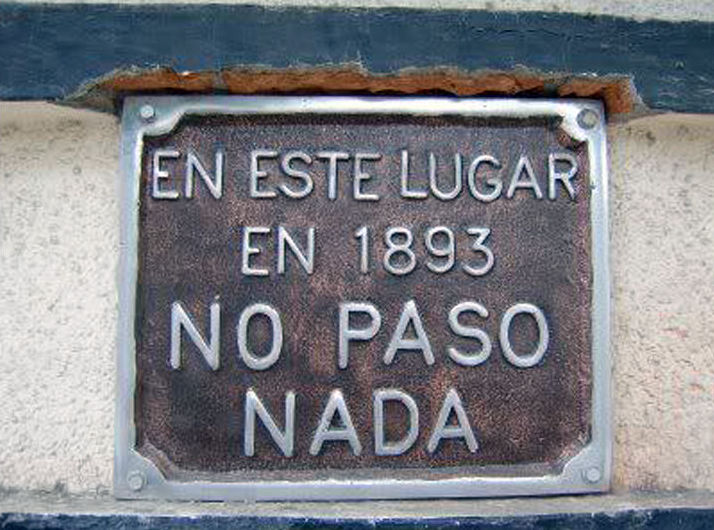 EN ESTE LUGAR
EN 1893
NO PASO
NADA